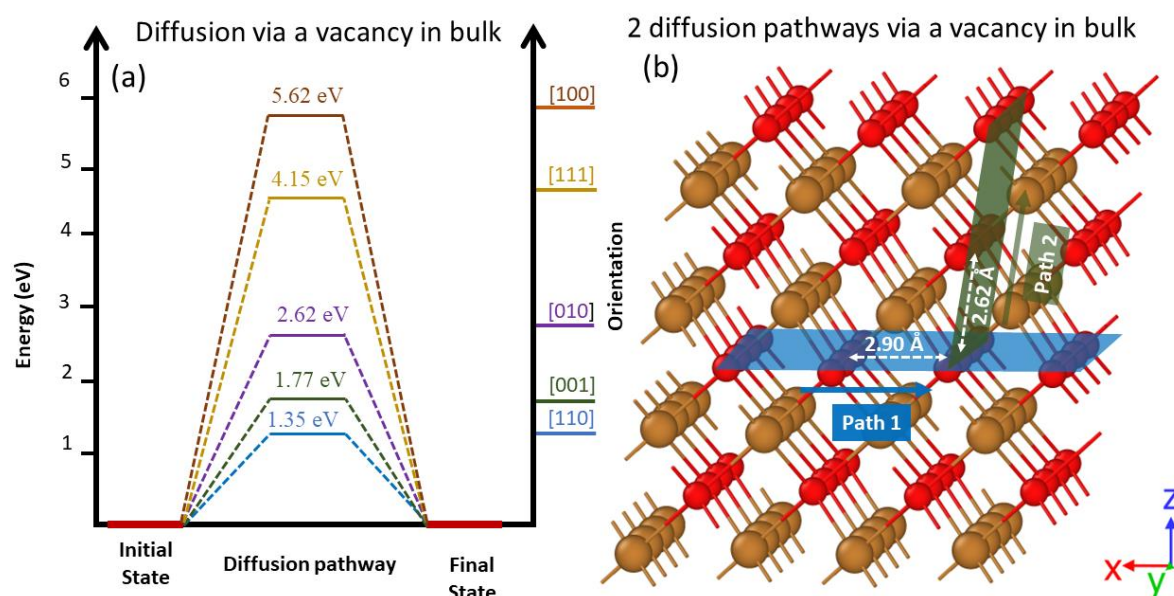 Diffusion via a vacancy in bulk
(a)
Energy (eV)
6
5
4
3
2
1
5.62 eV
4.15 eV
2.62 eV
1.77 eV
1.35 eV
[100]
[111]
[010]
[001]
[110]
Orientation
Initial
State
Diffusion pathway
Final
State
2 diffusion pathways via a vacancy in bulk
(b)
Path 2
2.62 Å
2.90 Å
Path 1
Z
X
y